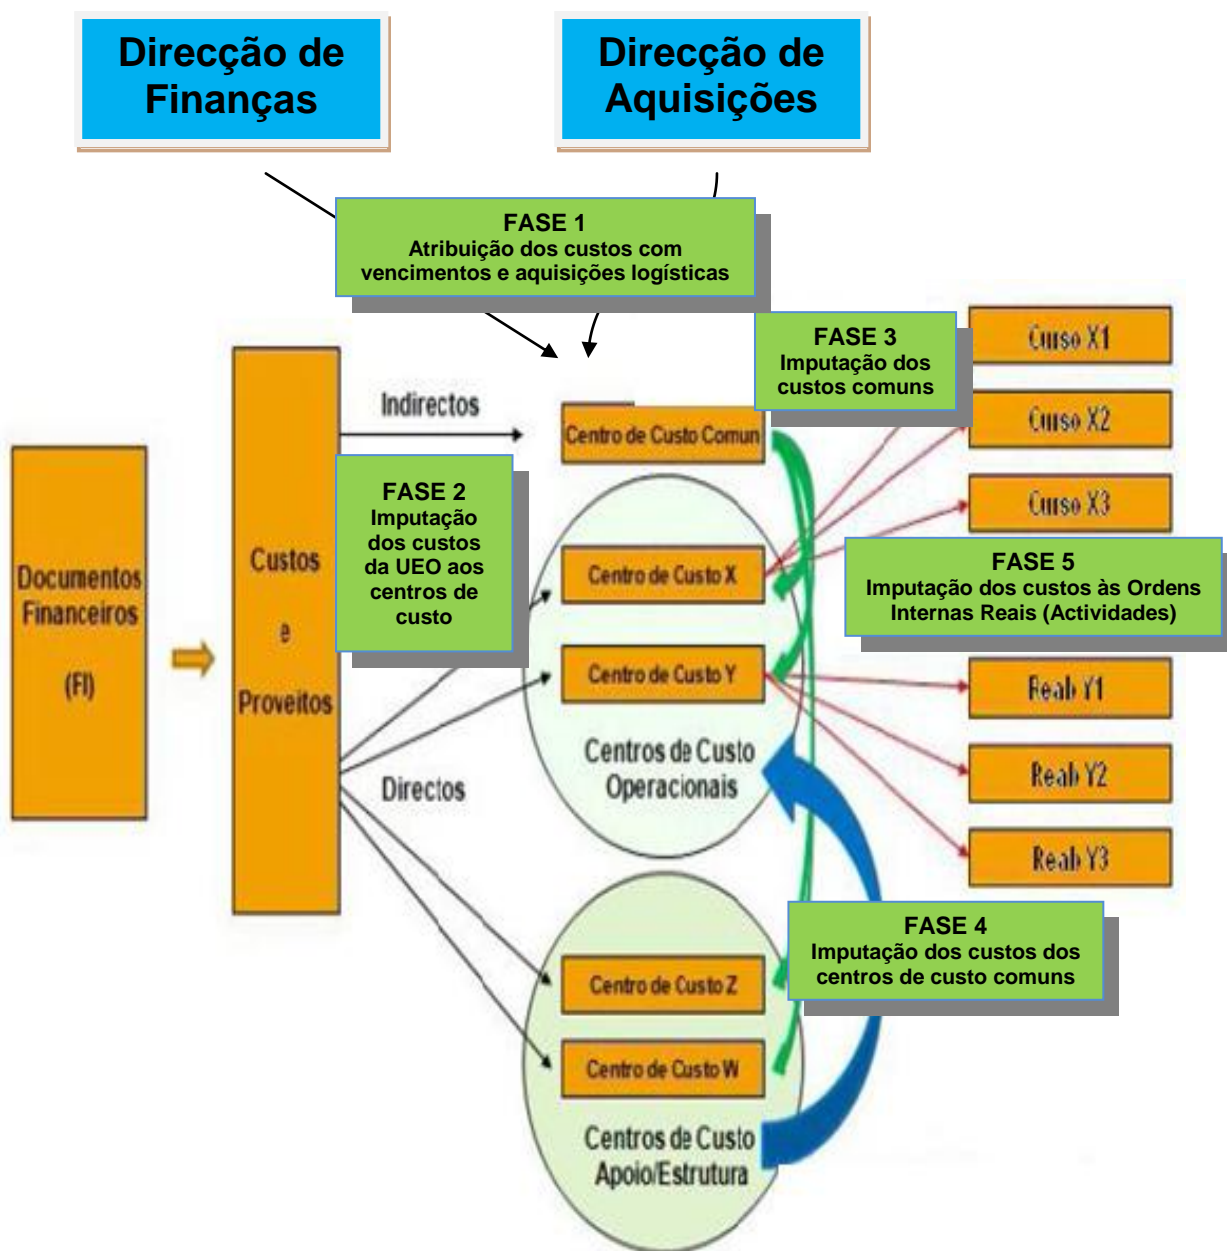 Direcção de
Finanças
Direcção de
Aquisições
FASE 1
Atribuição dos custos com
vencimentos e aquisições logísticas
FASE 3
Imputação dos
custos comuns
Curso X1
Curso X2
Curso X3
Indirectos
Centro de Custo Comun
FASE 2
Imputação
dos custos
da UEO aos
centros de
custo
Documentos
Financeiros
(FI)
Custos
e
Proveitos
Centro de Custo X
Centro de Custo Y
Centros de Custo
Operacionais
FASE 5
Imputação dos custos às Ordens
Internas Reais (Actividades)
Reab Y1
Reab Y2
Reab Y3
Directos
FASE 4
Imputação dos custos dos
centros de custo comuns
Centro de Custo Z
Centro de Custo W
Centros de Custo
Apoio/Estrutura